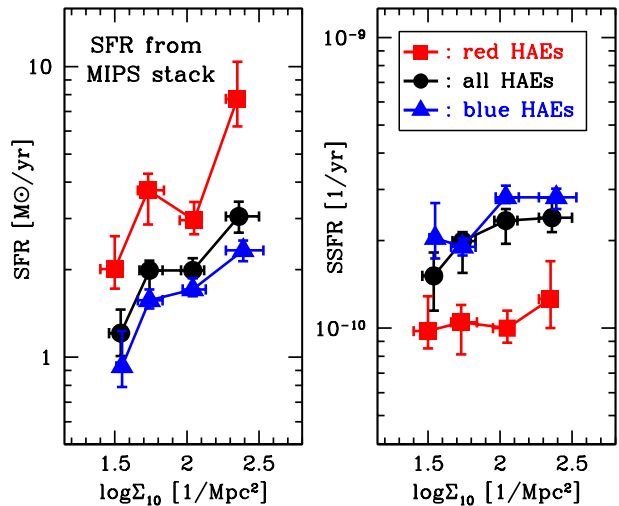 SFR from
MIPS stack
10
1
SFR [M⊙/yr]
1.5 2 2.5
logΣ₁₀ [1/Mpc²]
: red HAEs
: all HAEs
: blue HAEs
10⁻⁹
10⁻¹⁰
SSFR [1/yr]
1.5 2 2.5
logΣ₁₀ [1/Mpc²]